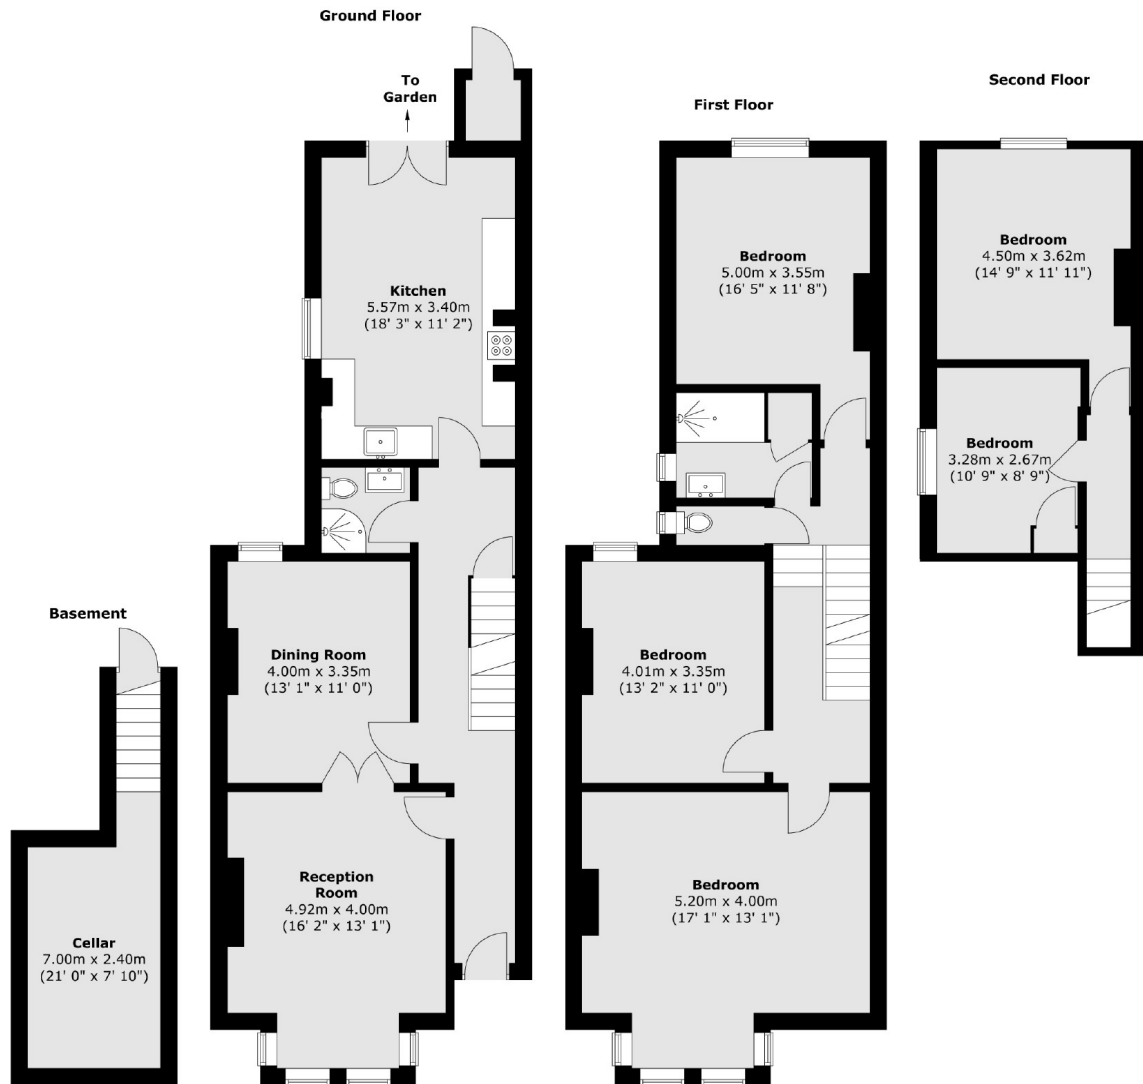 Ground Floor
To
Garden
Kitchen
5.57m x 3.40m
(18' 3" x 11' 2")
Dining Room
4.00m x 3.35m
(13' 1" x 11' 0")
Reception
Room
4.92m x 4.00m
(16' 2" x 13' 1")
Basement
Cellar
7.00m x 2.40m
(21' 0" x 7' 10")
First Floor
Bedroom
5.00m x 3.55m
(16' 5" x 11' 8")
Bedroom
4.01m x 3.35m
(13' 2" x 11' 0")
Bedroom
5.20m x 4.00m
(17' 1" x 13' 1")
Second Floor
Bedroom
4.50m x 3.62m
(14' 9" x 11' 11")
Bedroom
3.28m x 2.67m
(10' 9" x 8' 9")